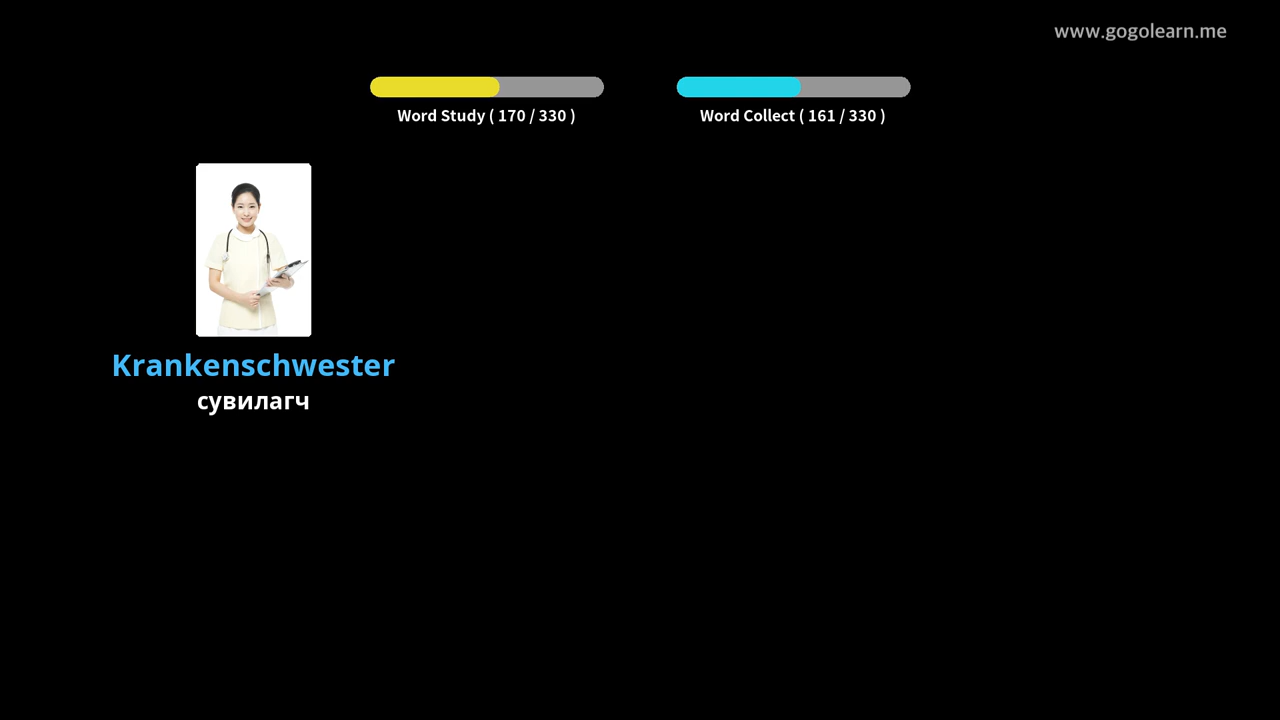 www.gogolearn.me
Word Study ( 170 / 330 )
Word Collect ( 161 / 330 )
Krankenschwester
сувилагч